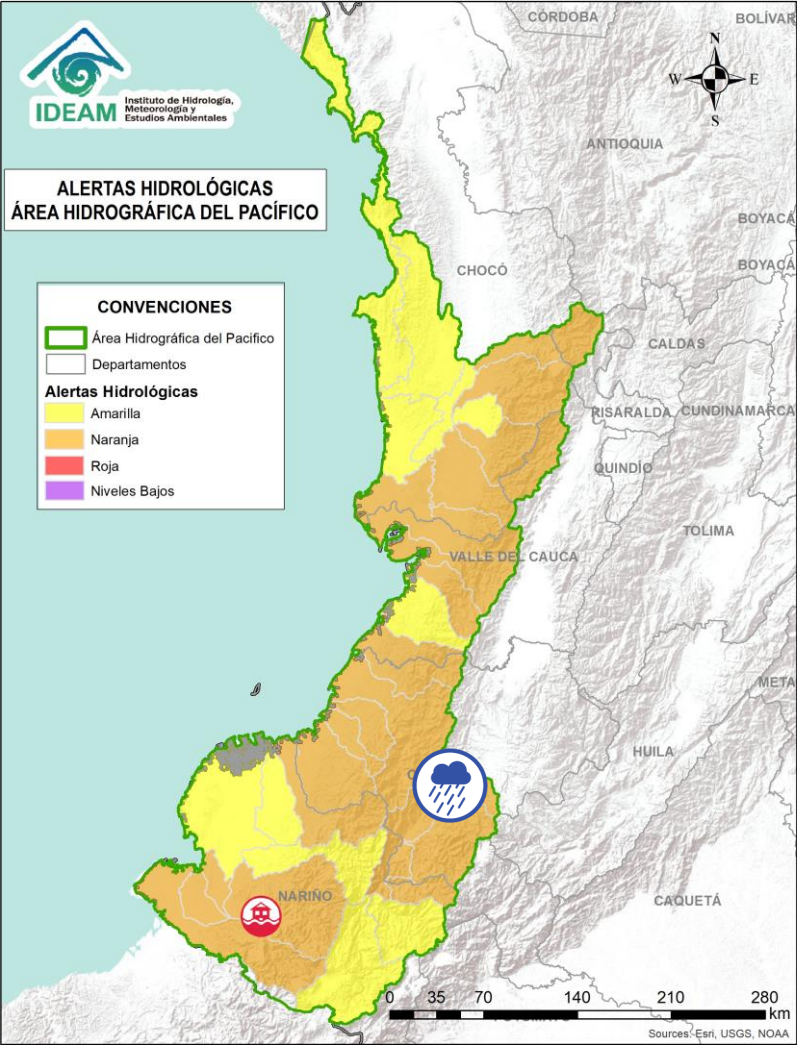 IDEAM
Instituto de Hidrología,
Meteorología y
Estudios Ambientales
ALERTAS HIDROLÓGICAS
ÁREA HIDROGRÁFICA DEL PACÍFICO
CONVENCIONES
Área Hidrográfica del Pacifico
Departamentos
Alertas Hidrológicas
Amarilla
Naranja
Roja
Niveles Bajos
CÓRDOBA
BOLÍVAR
N
W
E
S
ANTIOQUIA
BOYACÁ
CHOCÓ
BOYACÁ
CALDAS
RISARALDA
CUNDINAMARCA
QUINDÍO
TOLIMA
VALLE DEL CAUCA
META
HUILA
NARIÑO
CAQUETÁ
0 35 70 140 210 280
km
Sources: Esri, USGS, NOAA